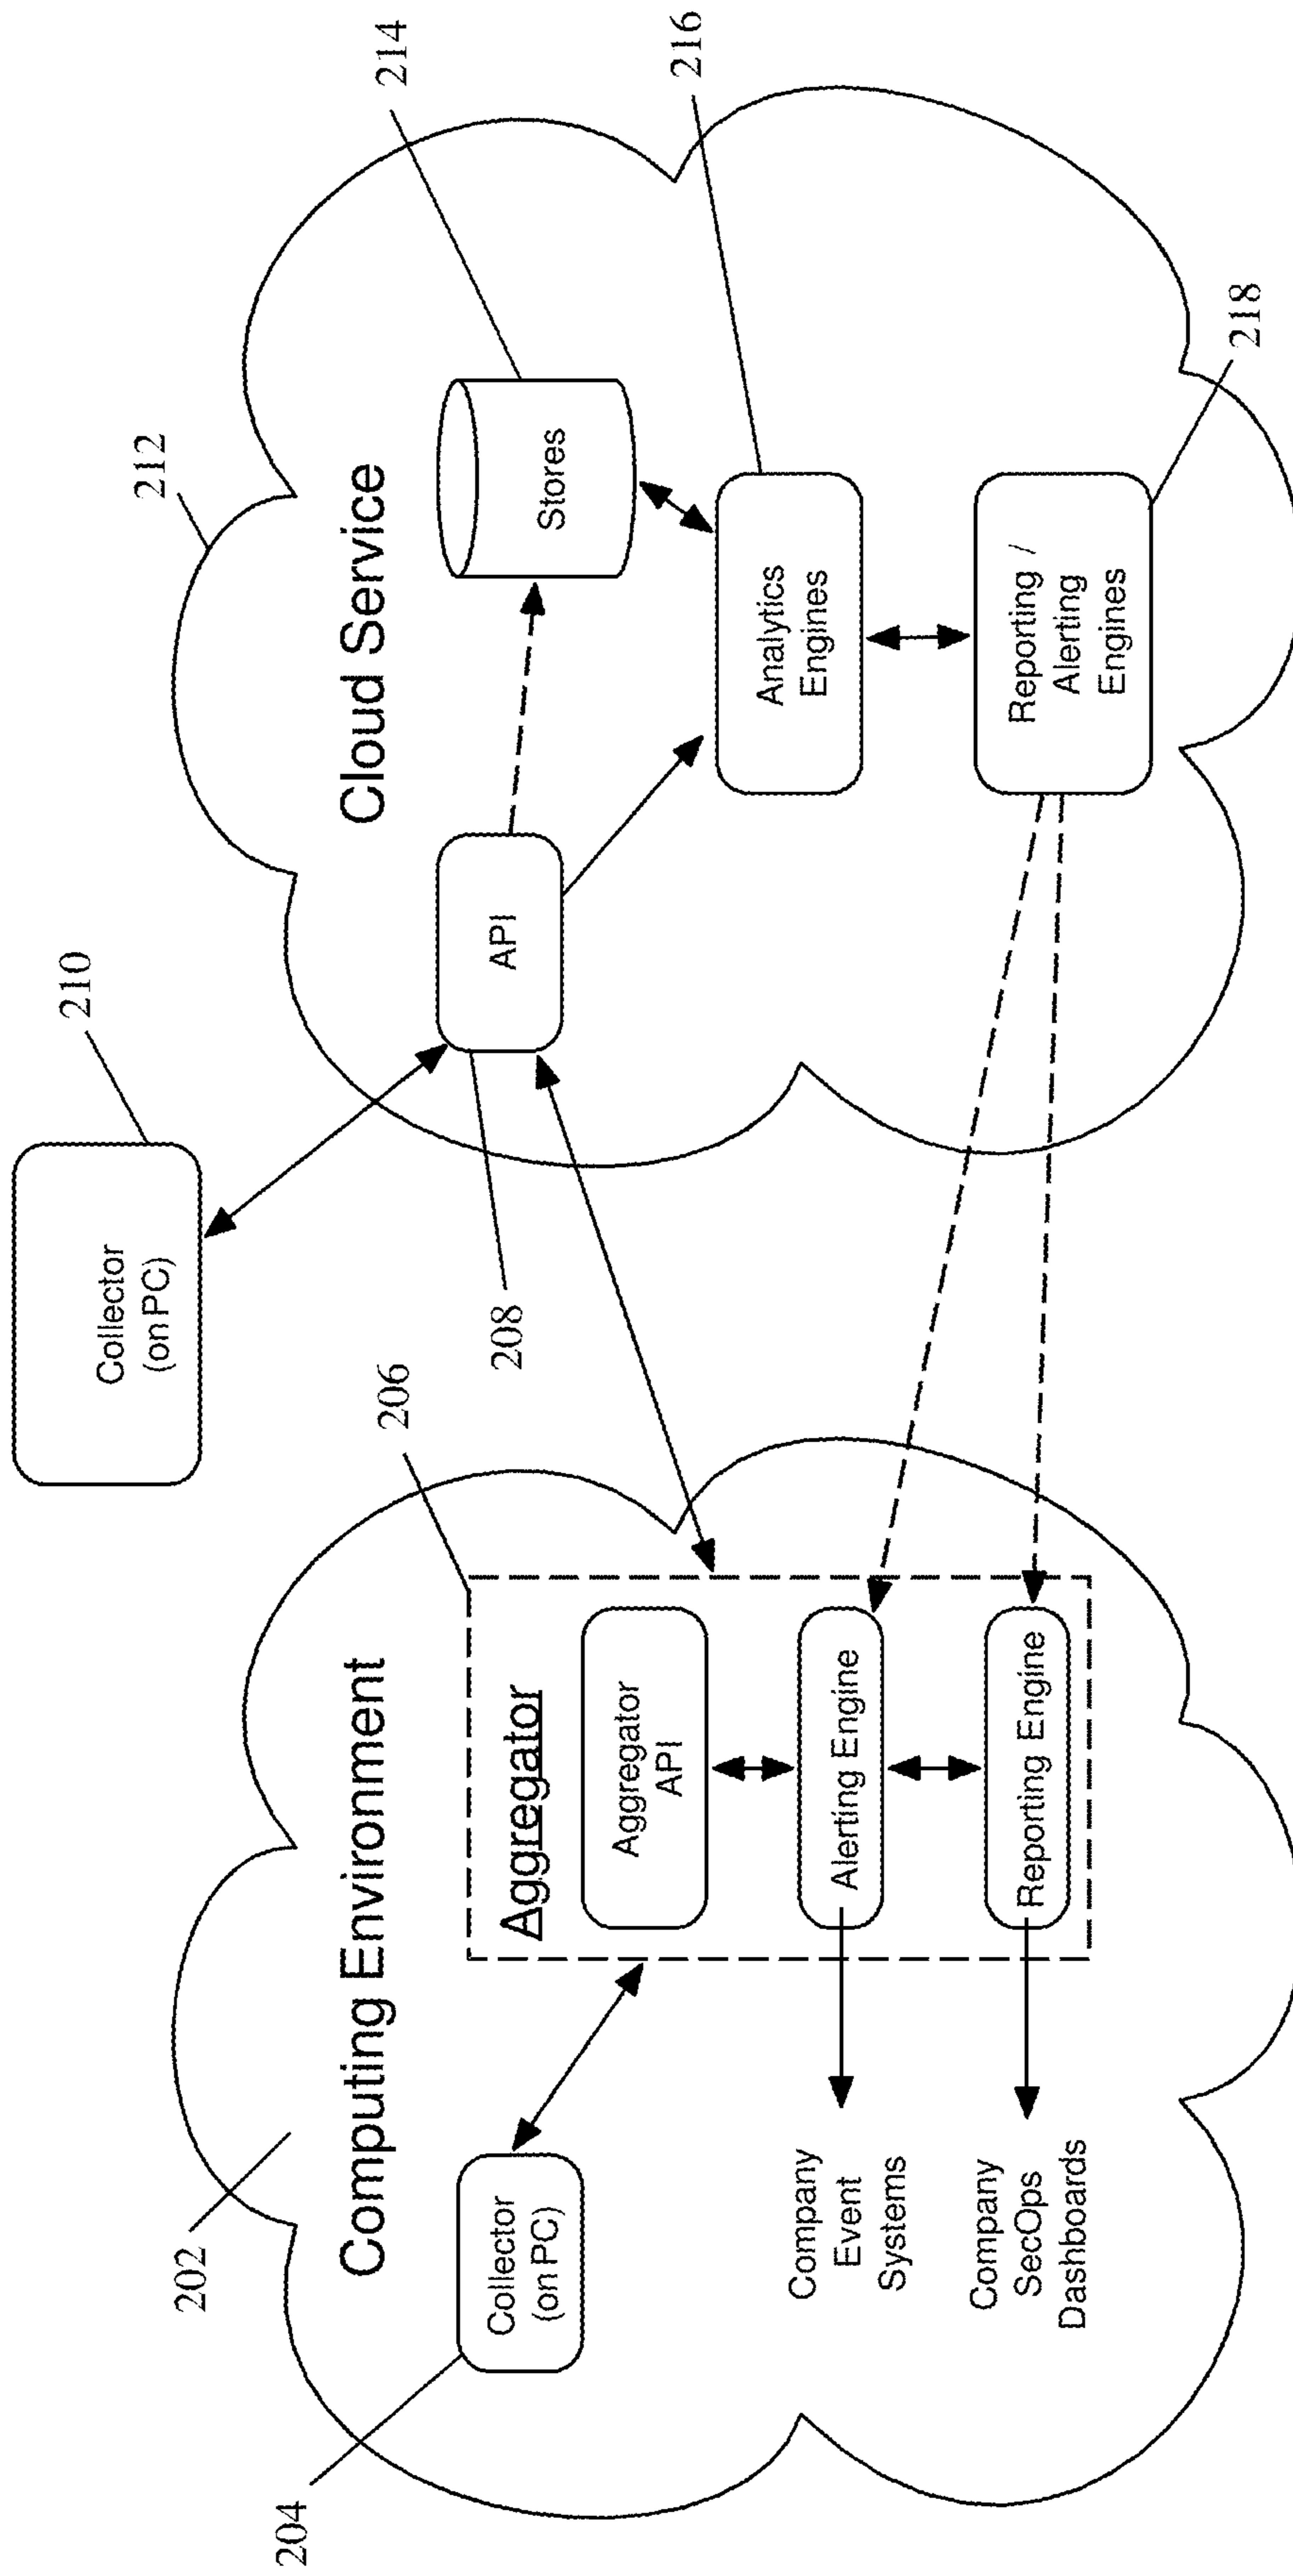 202
Computing Environment
204
Collector
(on PC)
206
Aggregator
Aggregator
API
Alerting Engine
Reporting Engine
Company
Event
Systems
Company
SecOps
Dashboards
210
Collector
(on PC)
208
212
Cloud Service
API
214
Stores
216
Analytics
Engines
218
Reporting /
Alerting
Engines